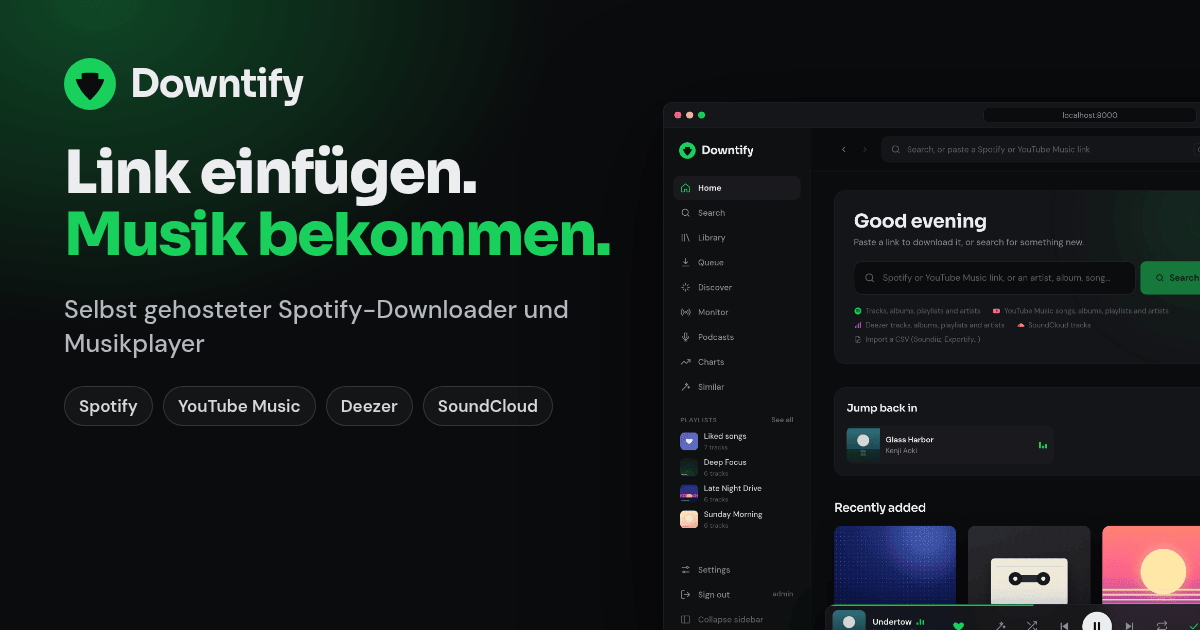 Downtify
Link einfügen.
Musik bekommen.
Selbst gehosteter Spotify-Downloader und
Musikplayer
Spotify
YouTube Music
Deezer
SoundCloud
localhost:8000
Downtify
Search, or paste a Spotify or YouTube Music link
Home
Search
Library
Queue
Discover
Monitor
Podcasts
Charts
Similar
PLAYLISTS
See all
Liked songs
7 tracks
Deep Focus
6 tracks
Late Night Drive
6 tracks
Sunday Morning
6 tracks
Settings
Sign out
admin
Collapse sidebar
Good evening
Paste a link to download it, or search for something new.
Spotify or YouTube Music link, or an artist, album, song...
Search
Tracks, albums, playlists and artists
YouTube Music songs, albums, playlists and artists
Deezer tracks, albums, playlists and artists
SoundCloud tracks
Import a CSV (Soundiiz, Exportify...)
Jump back in
Glass Harbor
Kenji Aoki
Recently added
Undertow